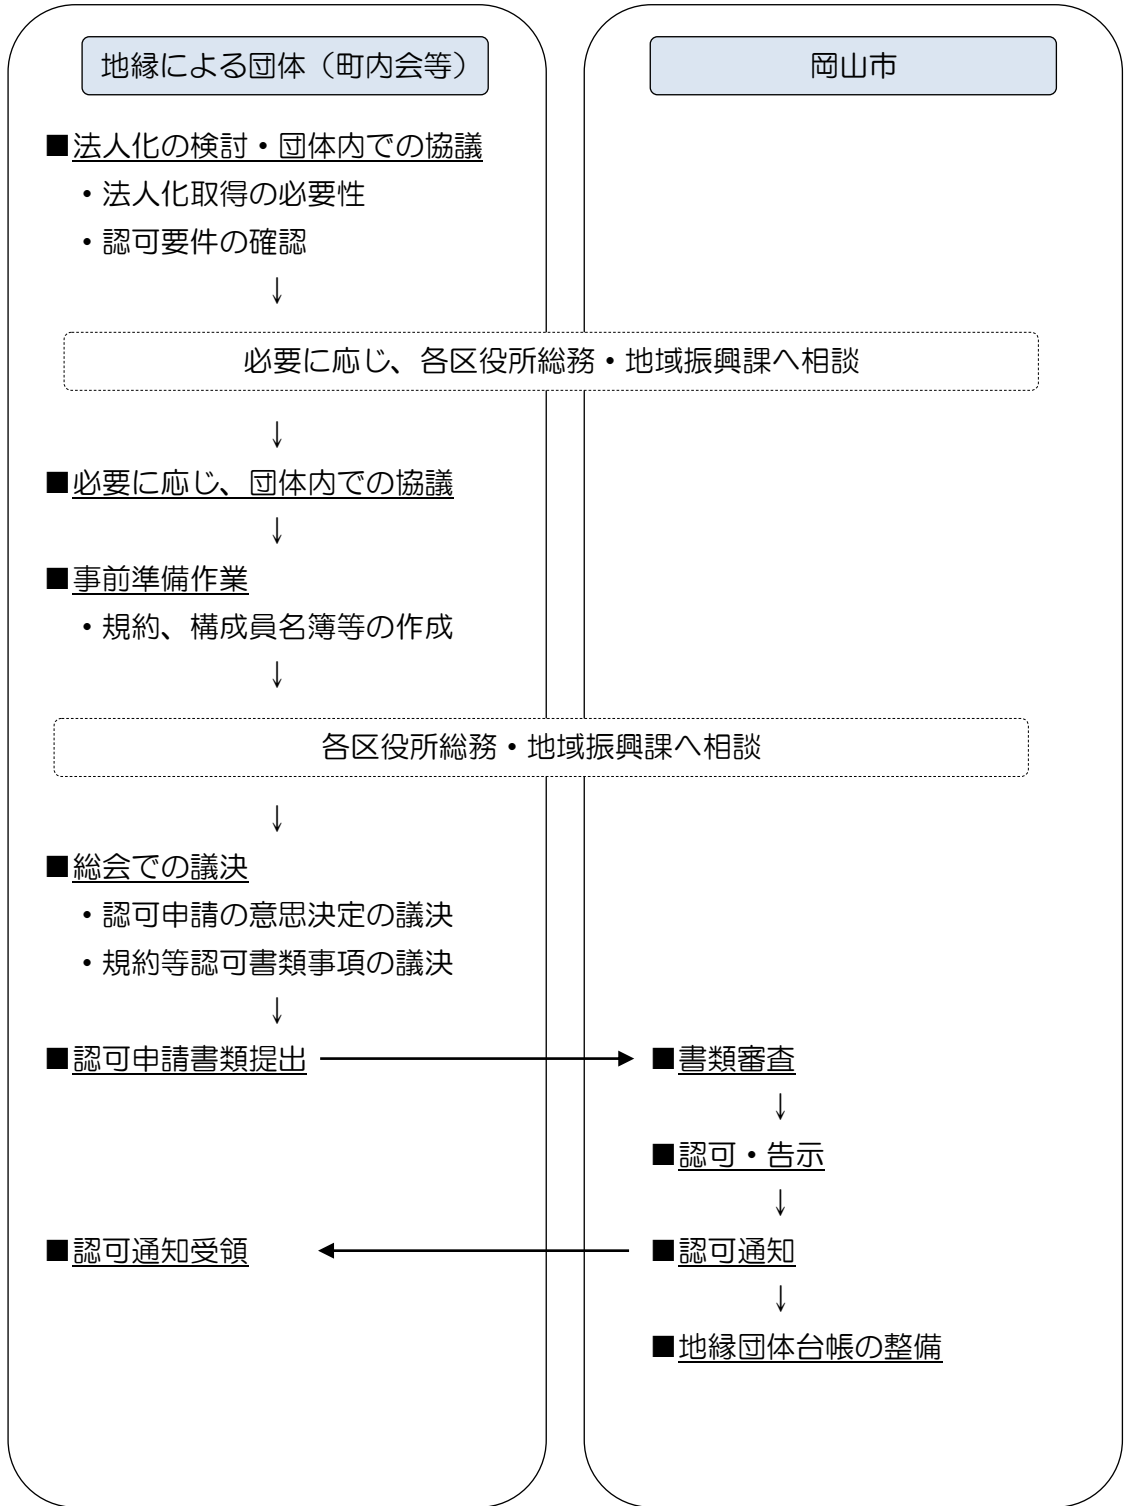 地縁による団体（町内会等）
岡山市
■法人化の検討・団体内での協議
・法人化取得の必要性
・認可要件の確認
↓
必要に応じ、各区役所総務・地域振興課へ相談
↓
■必要に応じ、団体内での協議
↓
■事前準備作業
・規約、構成員名簿等の作成
↓
各区役所総務・地域振興課へ相談
↓
■総会での議決
・認可申請の意思決定の議決
・規約等認可書類事項の議決
↓
■認可申請書類提出
■書類審査
↓
■認可・告示
↓
■認可通知受領
■認可通知
↓
■地縁団体台帳の整備